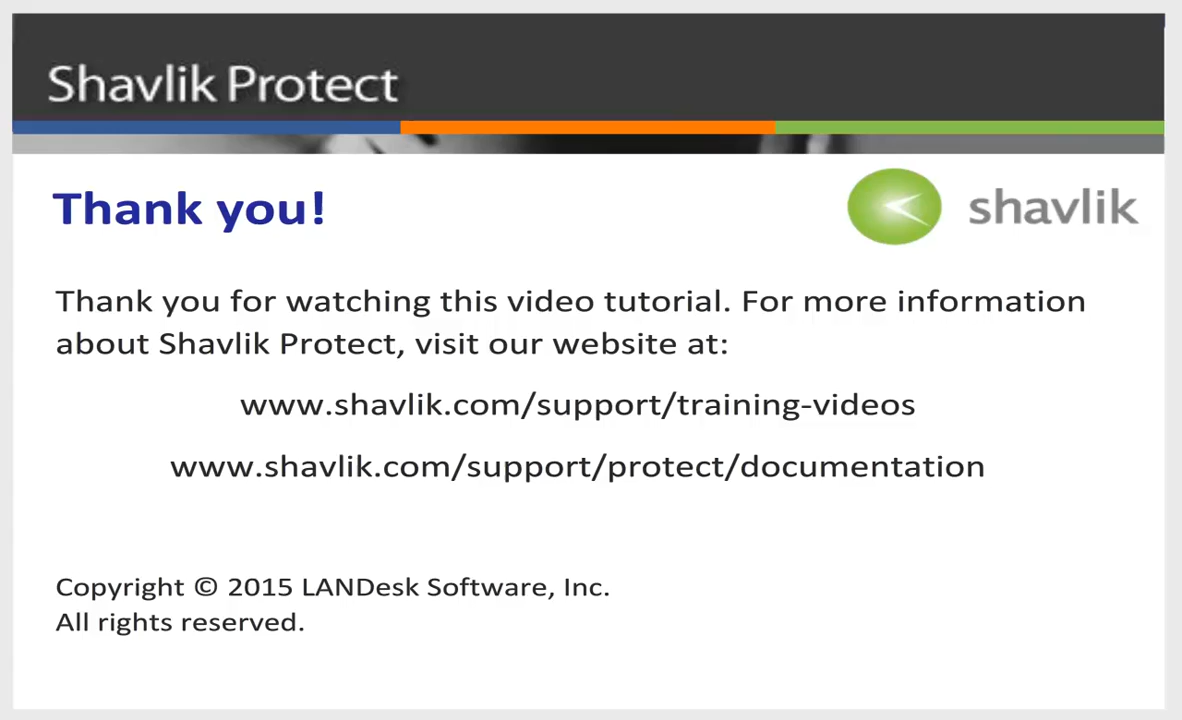 Shavlik Protect
Thank you!
shavlik
Thank you for watching this video tutorial. For more information
about Shavlik Protect, visit our website at:
www.shavlik.com/support/training-videos
www.shavlik.com/support/protect/documentation
Copyright © 2015 LANDesk Software, Inc.
All rights reserved.